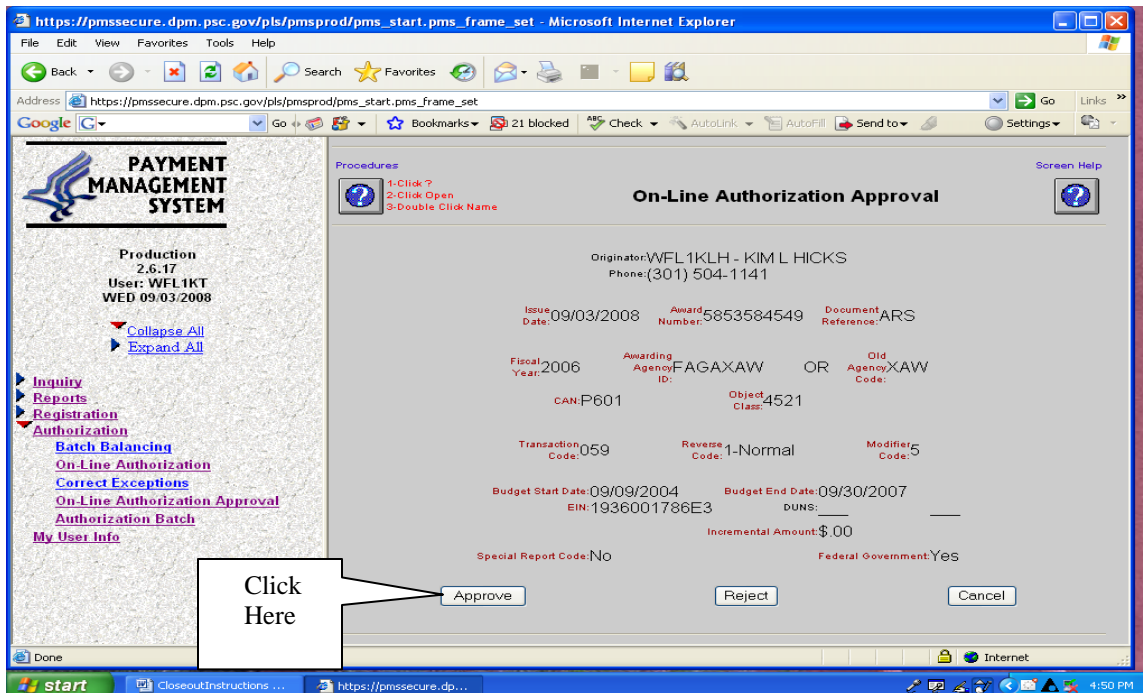 https://pmssecure.dpm.psc.gov/pls/pmsprod/pms_start.pms_frame_set - Microsoft Internet Explorer
File Edit View Favorites Tools Help
Back Search Favorites
Address https://pmssecure.dpm.psc.gov/pls/pmsprod/pms_start.pms_frame_set Go Links »
Google G Go Bookmarks 21 blocked ABC Check AutoLink AutoFill Send to Settings
PAYMENT
MANAGEMENT
SYSTEM
Production
2.6.17
User: WFL1KT
WED 09/03/2008
Collapse All
Expand All
Inquiry
Reports
Registration
Authorization
Batch Balancing
On-Line Authorization
Correct Exceptions
On-Line Authorization Approval
Authorization Batch
My User Info
Procedures Screen Help
1-Click ?
2-Click Open
3-Double Click Name
On-Line Authorization Approval
Originator:WFL1KLH - KIM L HICKS
Phone:(301) 504-1141
Issue Date:09/03/2008 Award Number:5853584549 Document Reference:ARS
Fiscal Year:2006 Awarding Agency ID:FAGAXAW OR Old Agency Code:XAW
CAN:P601 Object Class:4521
Transaction Code:059 Reverse Code:1-Normal Modifier Code:5
Budget Start Date:09/09/2004 Budget End Date:09/30/2007
EIN:1936001786E3 DUNS:
Incremental Amount:$.00
Special Report Code:No Federal Government:Yes
Approve Reject Cancel
Click
Here
Done Internet
start CloseoutInstructions ... https://pmssecure.dp... 4:50 PM